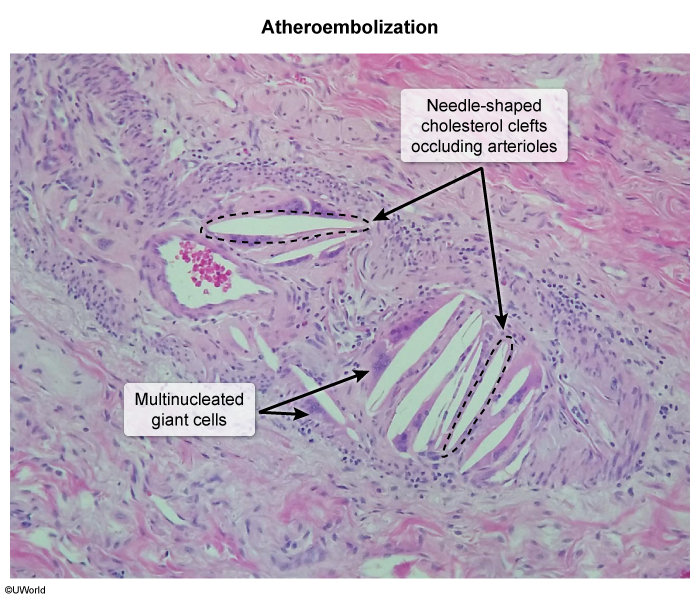 Atheroembolization
Needle-shaped
cholesterol clefts
occluding arterioles
Multinucleated
giant cells
©UWorld